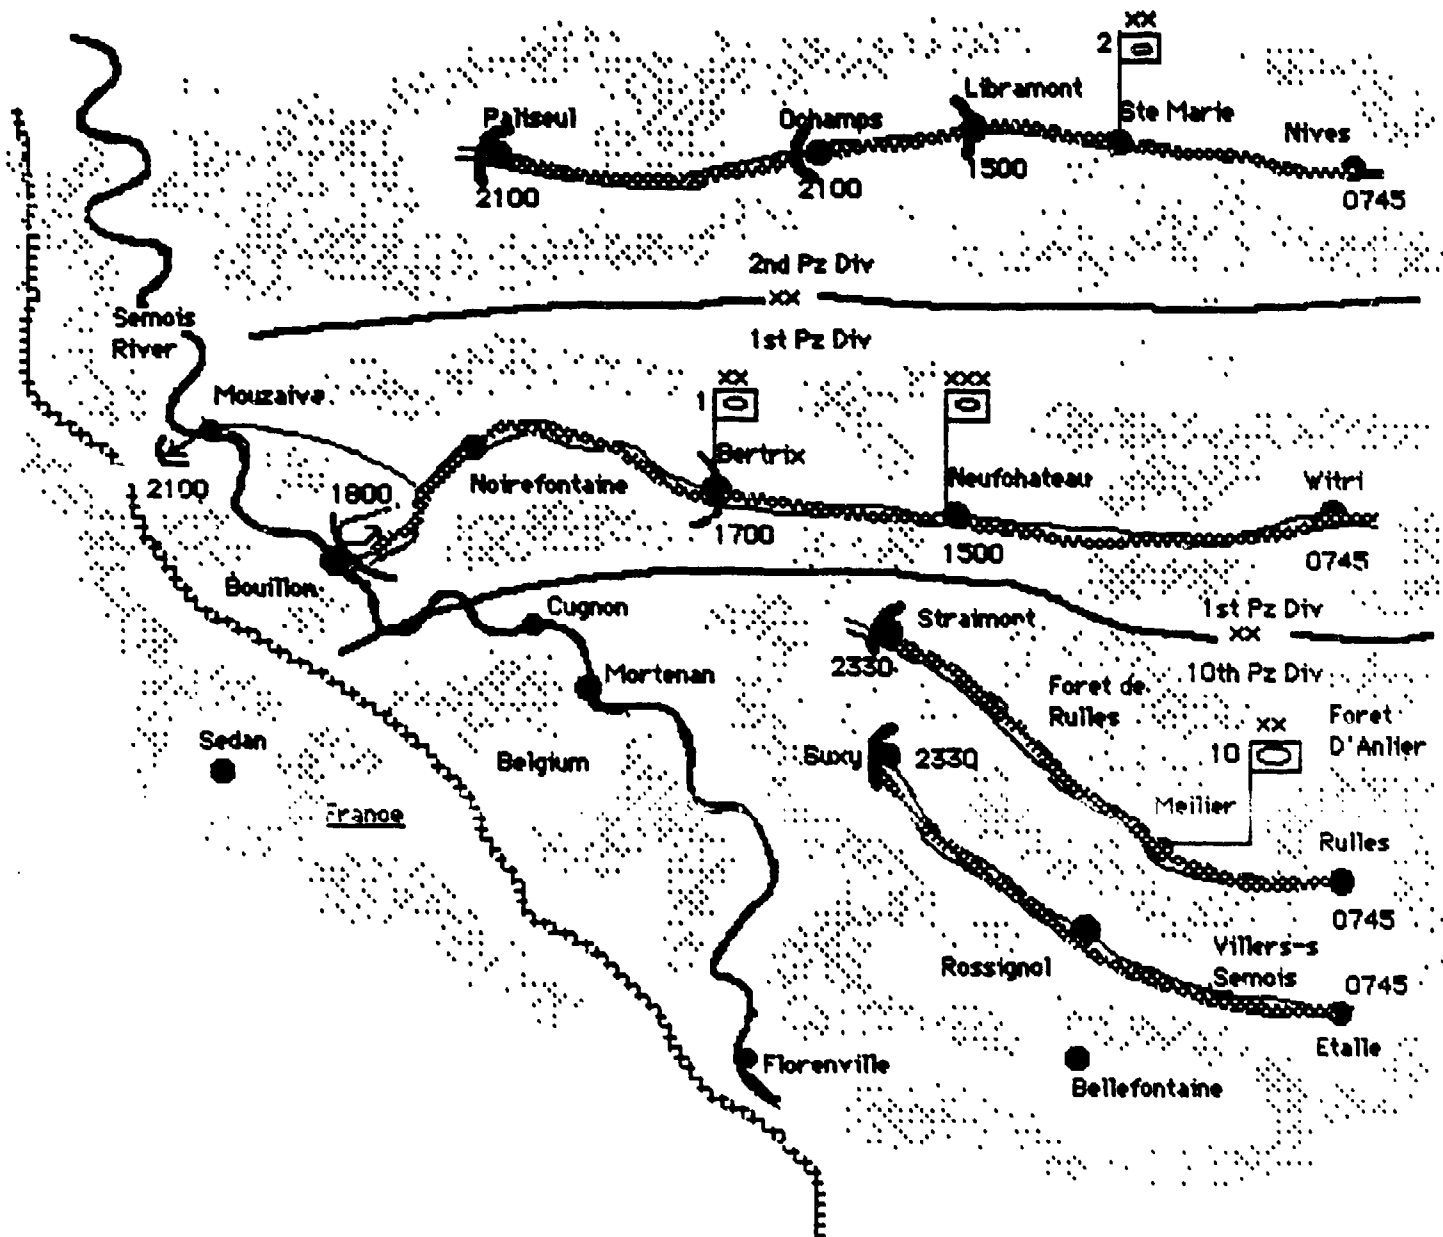 XX
2
Libramont
Paliseul
Ochamps
Ste Marie
Nives
1500
2100
2100
0745
2nd Pz Div
XX
Semois
River
1st Pz Div
XX
XXX
Mouzaive
1
Bertrix
Noirefontaine
Neufchateau
Witri
2100
1800
1700
1500
0745
Bouillon
Cugnon
1st Pz Div
Straimont
XX
2330
10th Pz Div
Mortenan
Foret de
Rulles
XX
Foret
D'Anlier
Sedan
Belgium
Suxy
2330
10
Meilier
France
Rulles
0745
Villers-s
Semois
Rossignol
0745
Etalle
Florenville
Bellefontaine